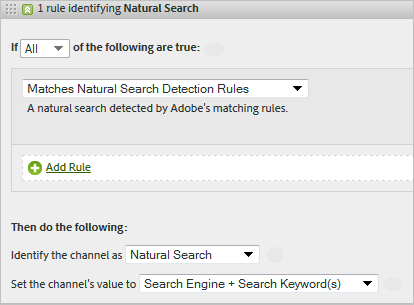 1 rule identifying Natural Search
If All of the following are true:
Matches Natural Search Detection Rules
A natural search detected by Adobe's matching rules.
Add Rule
Then do the following:
Identify the channel as Natural Search
Set the channel's value to Search Engine + Search Keyword(s)